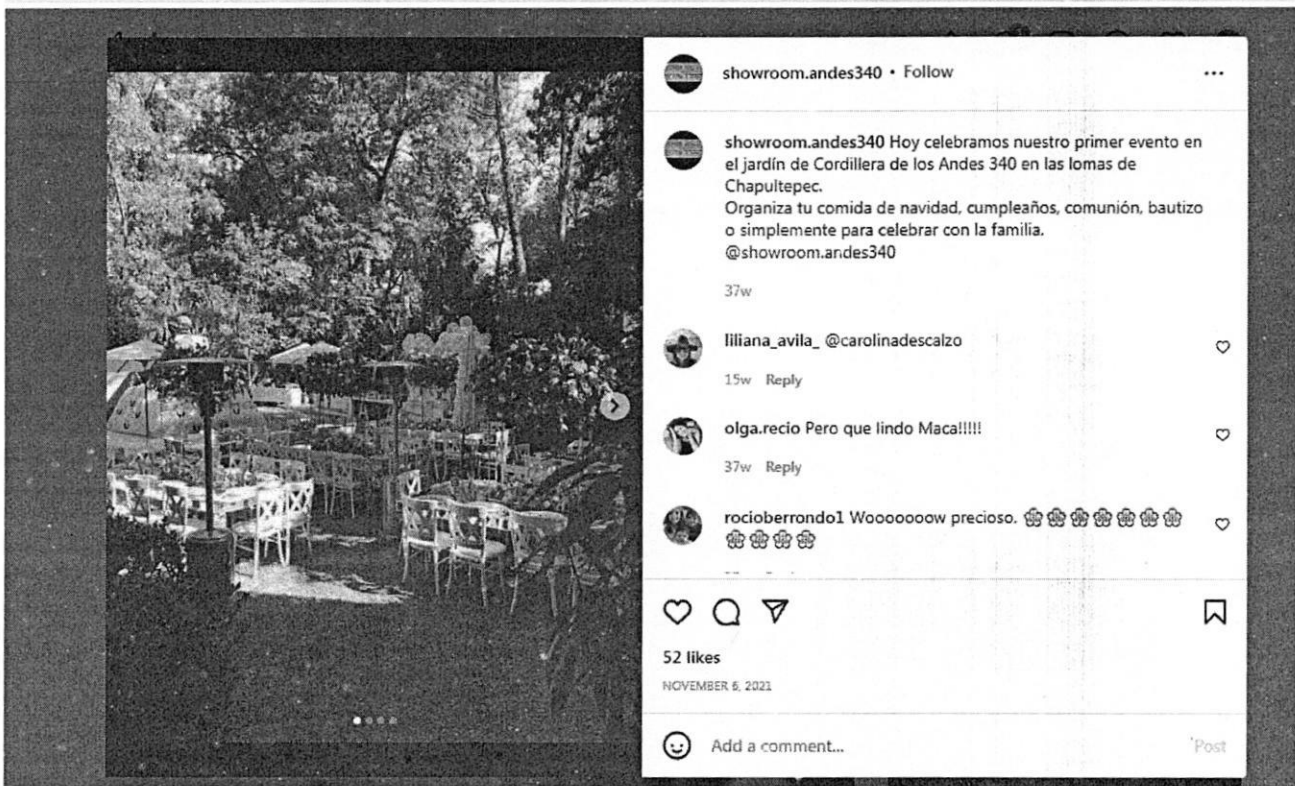 showroom.andes340 • Follow
showroom.andes340 Hoy celebramos nuestro primer evento en
el jardín de Cordillera de los Andes 340 en las lomas de
Chapultepec.
Organiza tu comida de navidad, cumpleaños, comunión, bautizo
o simplemente para celebrar con la familia.
@showroom.andes340
37w
liliana_avila_ @carolinadescalzo
15w Reply
olga.recio Pero que lindo Maca!!!!!
37w Reply
rocioberrondo1 Wooooooow precioso. 🌼🌼🌼🌼🌼🌼🌼
🌼🌼🌼🌼
52 likes
NOVEMBER 6, 2021
Add a comment...
Post